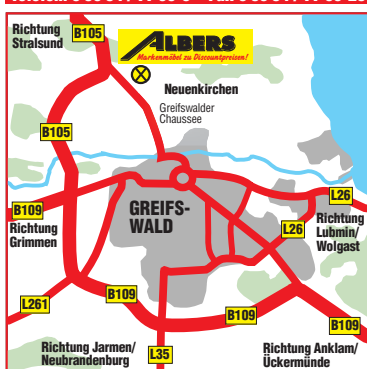 Richtung
Stralsund
B105
ALBERS
Markenmöbel zu Discountpreisen!
Neuenkirchen
Greifswalder
Chaussee
B105
B109
Richtung
Grimmen
GREIFS-
WALD
L26
L26
Richtung
Lubmin/
Wolgast
L261
B109
B109
B109
Richtung Jarmen/
Neubrandenburg
L35
Richtung Anklam/
Ückermünde